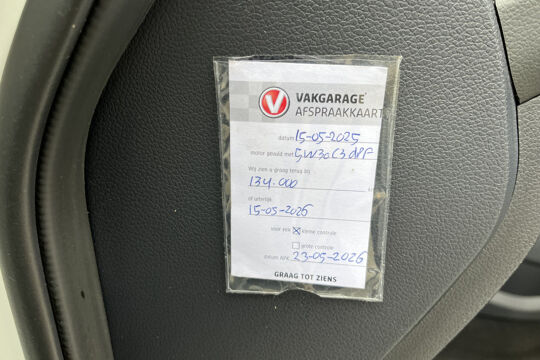 VAKGARAGE
AFSPRAAKKAART
datum 15-05-2025
motor gevuld met 5W30 C3 DPF
Wij zien u graag terug bij
134.000
of uiterlijk
15-05-2026
voor een kleine controle
grote controle
datum APK 23-05-2026
GRAAG TOT ZIENS